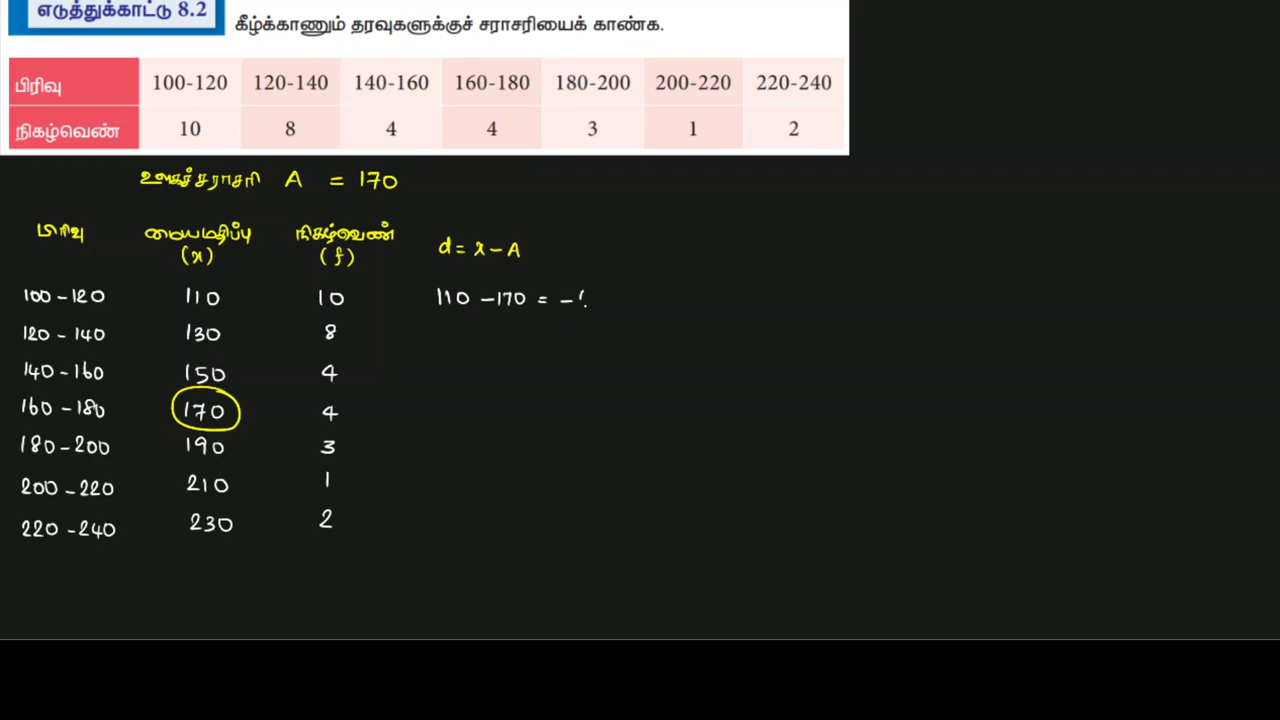 எடுத்துக்காட்டு 8.2 கீழ்க்காணும் தரவுகளுக்குச் சராசரியைக் காண்க.
பிரிவு 100-120 120-140 140-160 160-180 180-200 200-220 220-240
நிகழ்வெண் 10 8 4 4 3 1 2
ஊகச்சராசரி A = 170
பிரிவு மையமதிப்பு நிகழ்வெண் d = x - A
(x) (f)
100-120 110 10 110 - 170 = -
120 - 140 130 8
140 - 160 150 4
160 - 180 170 4
180 - 200 190 3
200 - 220 210 1
220 - 240 230 2